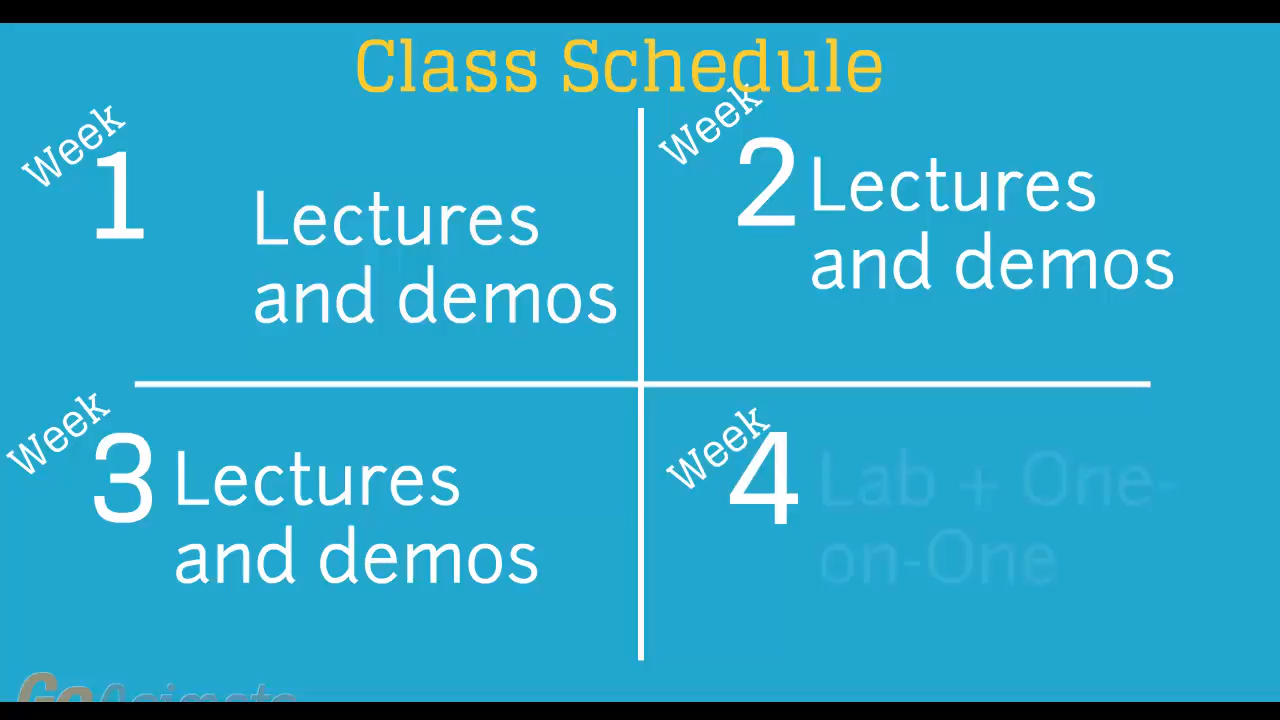 Class Schedule
Week
1
Lectures
and demos
Week
2
Lectures
and demos
Week
3
Lectures
and demos
Week
4
Lab + One-
on-One
GoAnimate